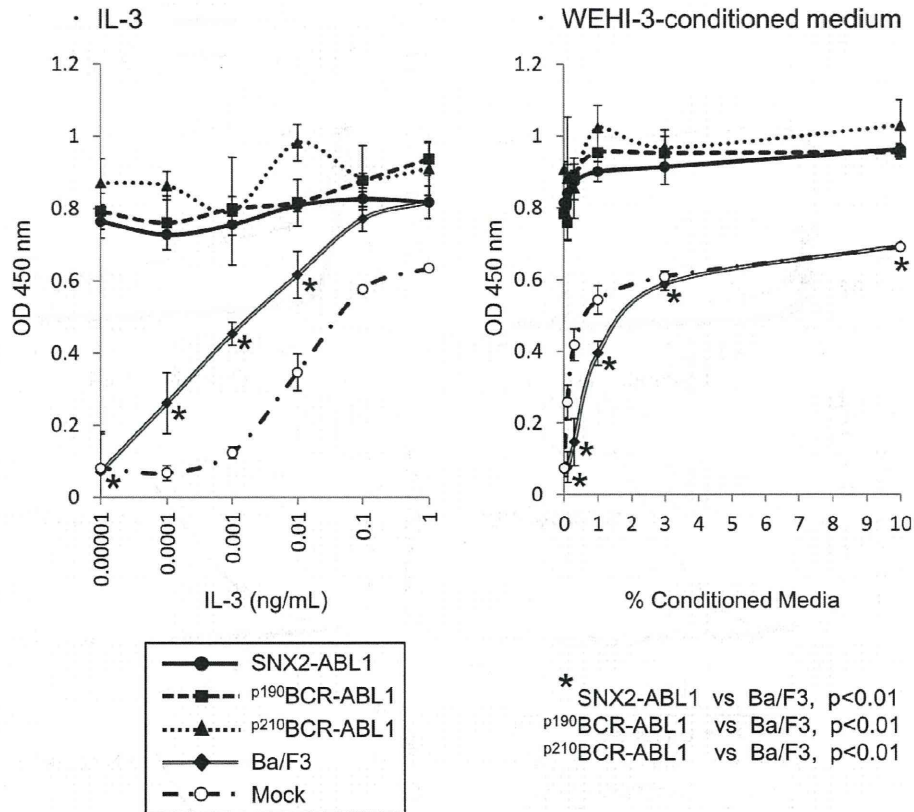 · IL-3
1.2
1
0.8
0.6
0.4
0.2
0
OD 450 nm
0.00001
0.0001
0.001
0.01
0.1
1
IL-3 (ng/mL)
* * * *
· WEHI-3-conditioned medium
1.2
1
0.8
0.6
0.4
0.2
0
OD 450 nm
0 1 2 3 4 5 6 7 8 9 10
% Conditioned Media
* * * * *
SNX2-ABL1
p190BCR-ABL1
p210BCR-ABL1
Ba/F3
Mock
* SNX2-ABL1 vs Ba/F3, p<0.01
p190BCR-ABL1 vs Ba/F3, p<0.01
p210BCR-ABL1 vs Ba/F3, p<0.01